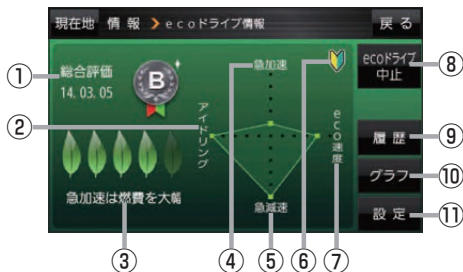 現在地 情報 > ecoドライブ情報 戻る
① 総合評価
14. 03. 05
B
④ 急加速
⑧ ecoドライブ
中止
② アイドリング
⑥
⑦ eco速度
⑨ 履歴
⑩ グラフ
③ 急加速は燃費を大幅
⑤ 急減速
⑪ 設定